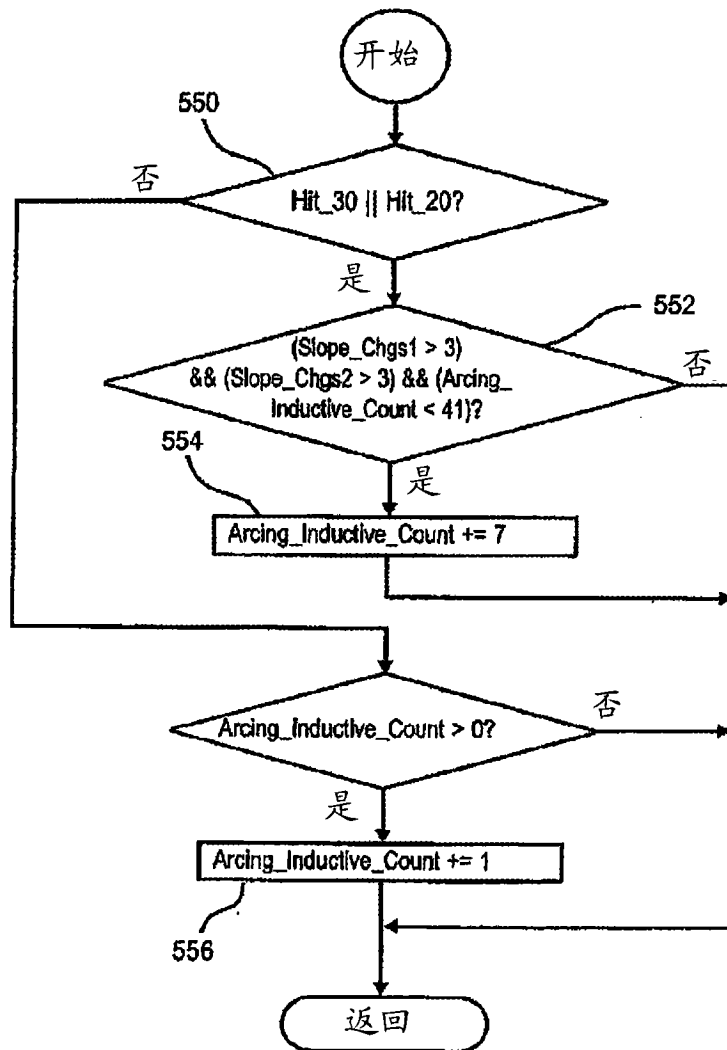 开始
550
否
Hit_30 || Hit_20?
是
552
(Slope_Chgs1 > 3)
&& (Slope_Chgs2 > 3) && (Arcing_
Inductive_Count < 41)?
否
554
是
Arcing_Inductive_Count += 7
Arcing_Inductive_Count > 0?
否
是
Arcing_Inductive_Count += 1
556
返回